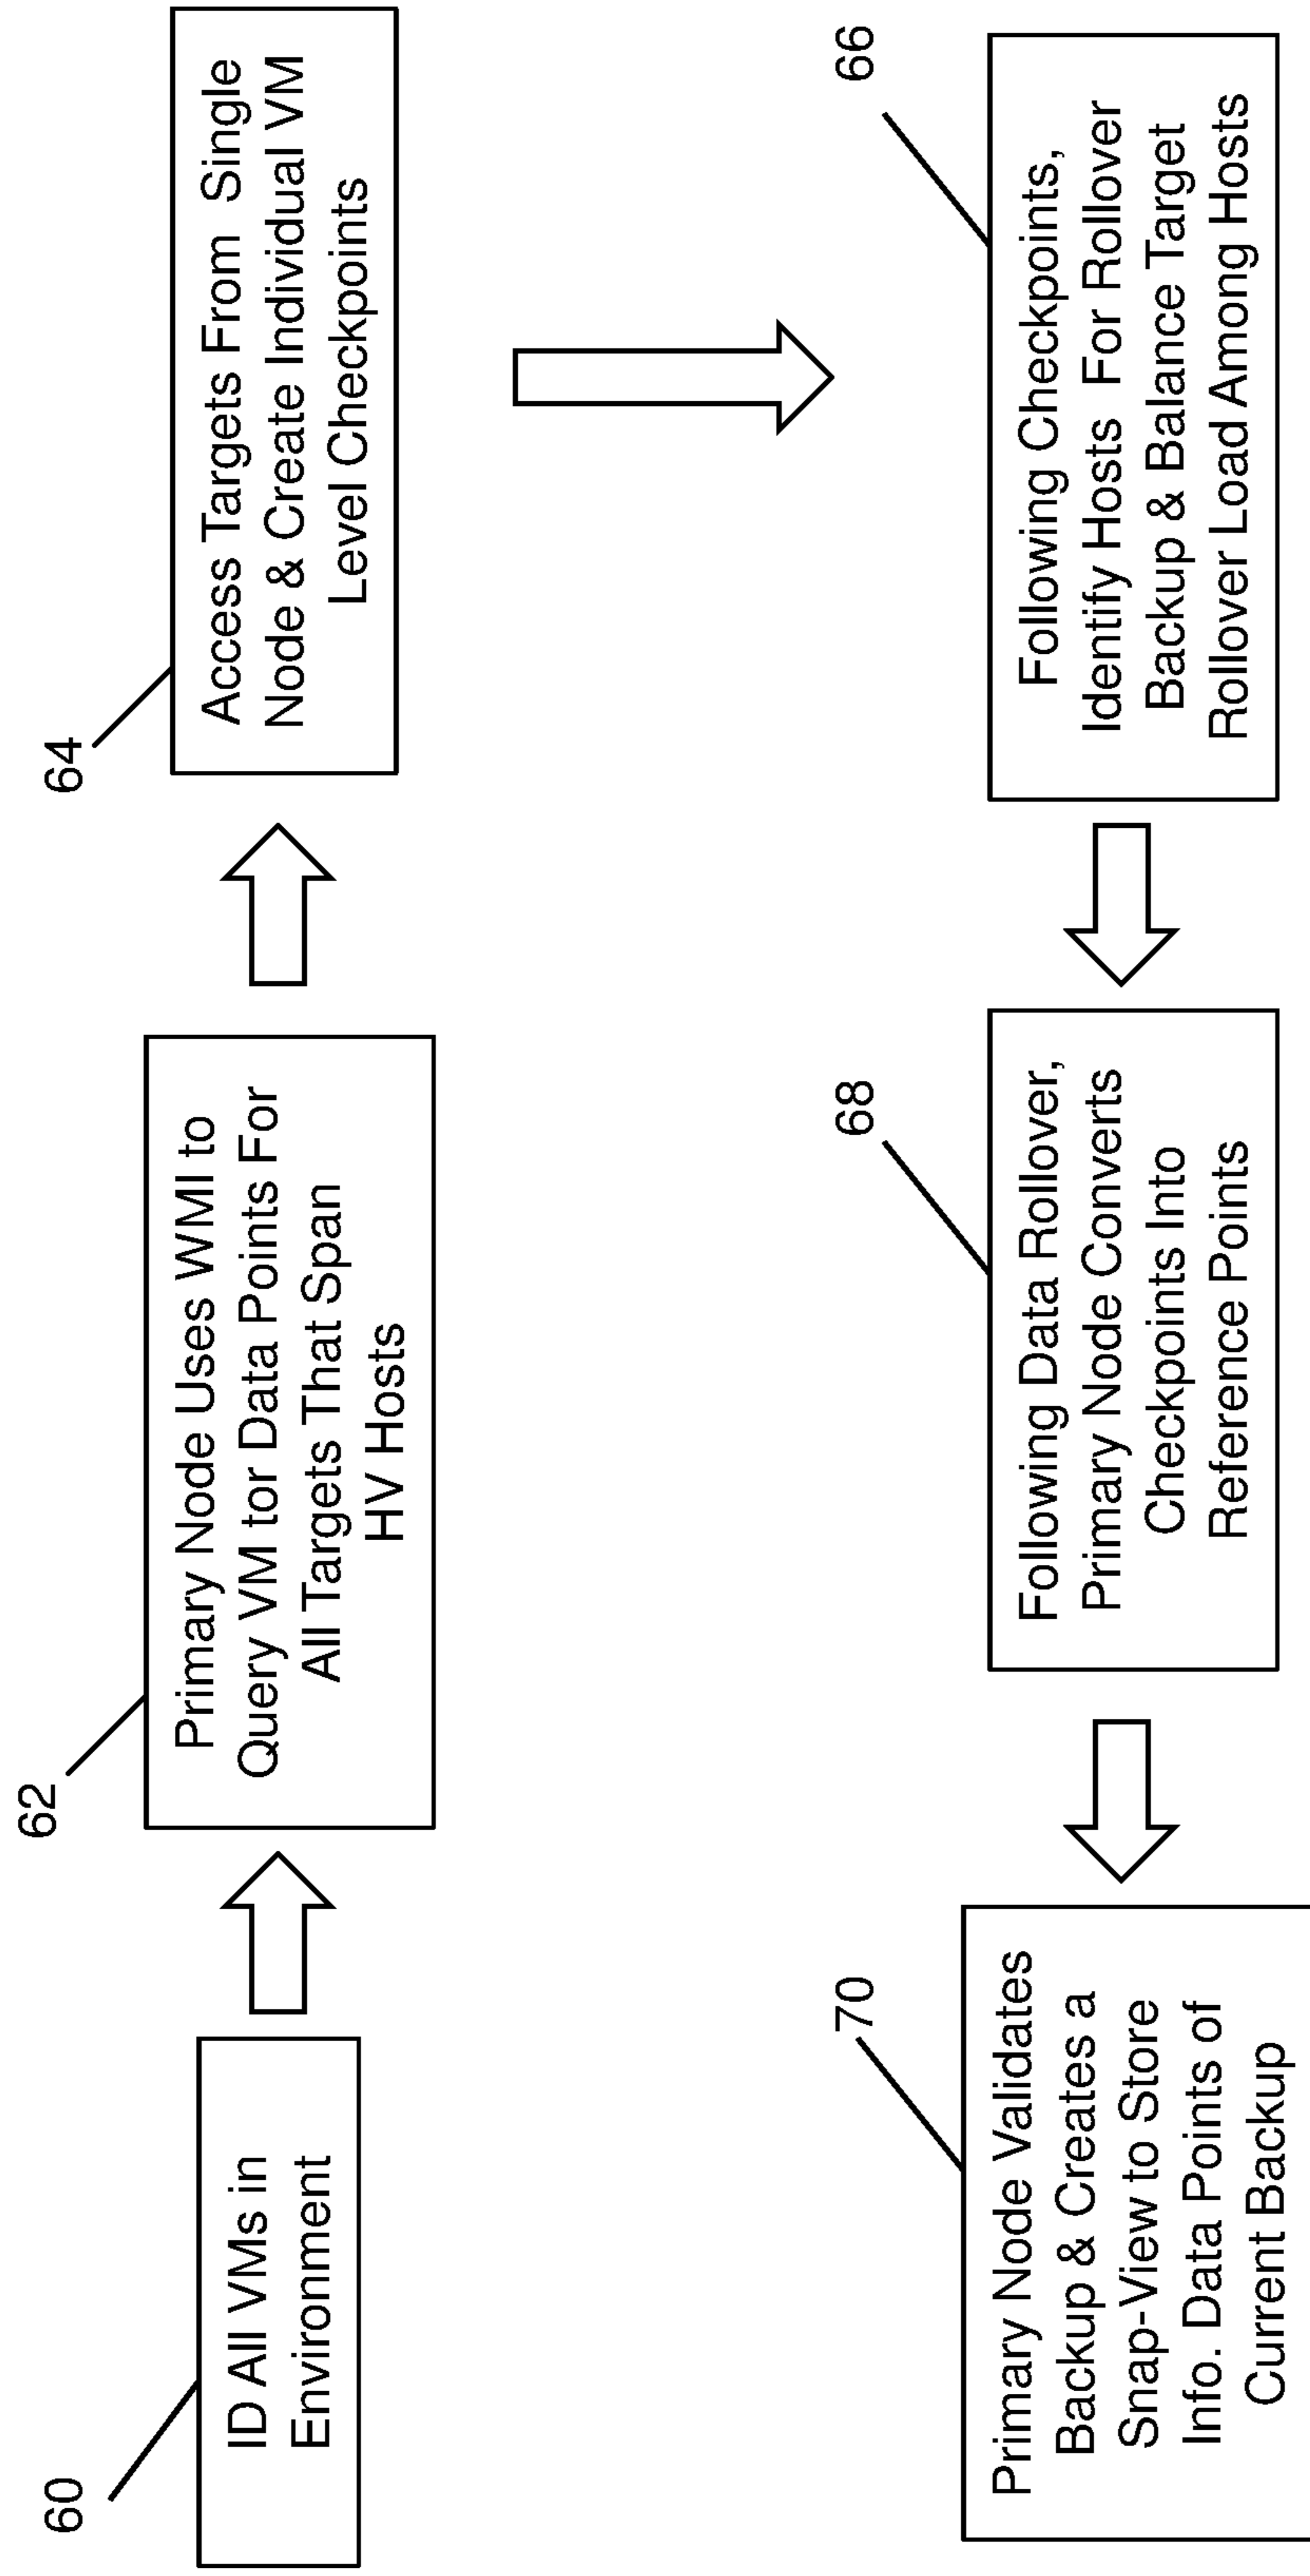 60
ID All VMs in
Environment
62
Primary Node Uses WMI to
Query VM tor Data Points For
All Targets That Span
HV Hosts
64
Access Targets From Single
Node & Create Individual VM
Level Checkpoints
66
Following Checkpoints,
Identify Hosts For Rollover
Backup & Balance Target
Rollover Load Among Hosts
68
Following Data Rollover,
Primary Node Converts
Checkpoints Into
Reference Points
70
Primary Node Validates
Backup & Creates a
Snap-View to Store
Info. Data Points of
Current Backup